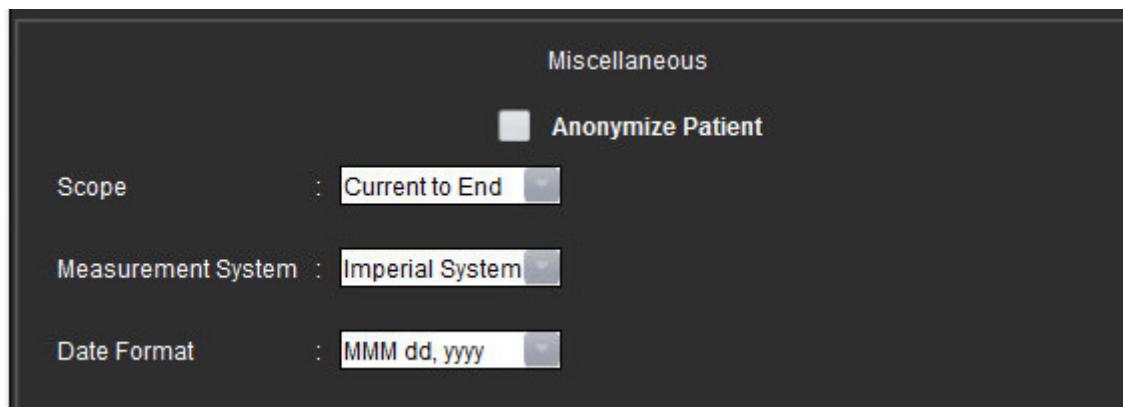 Miscellaneous
Anonymize Patient
Scope : Current to End
Measurement System : Imperial System
Date Format : MMM dd, yyyy